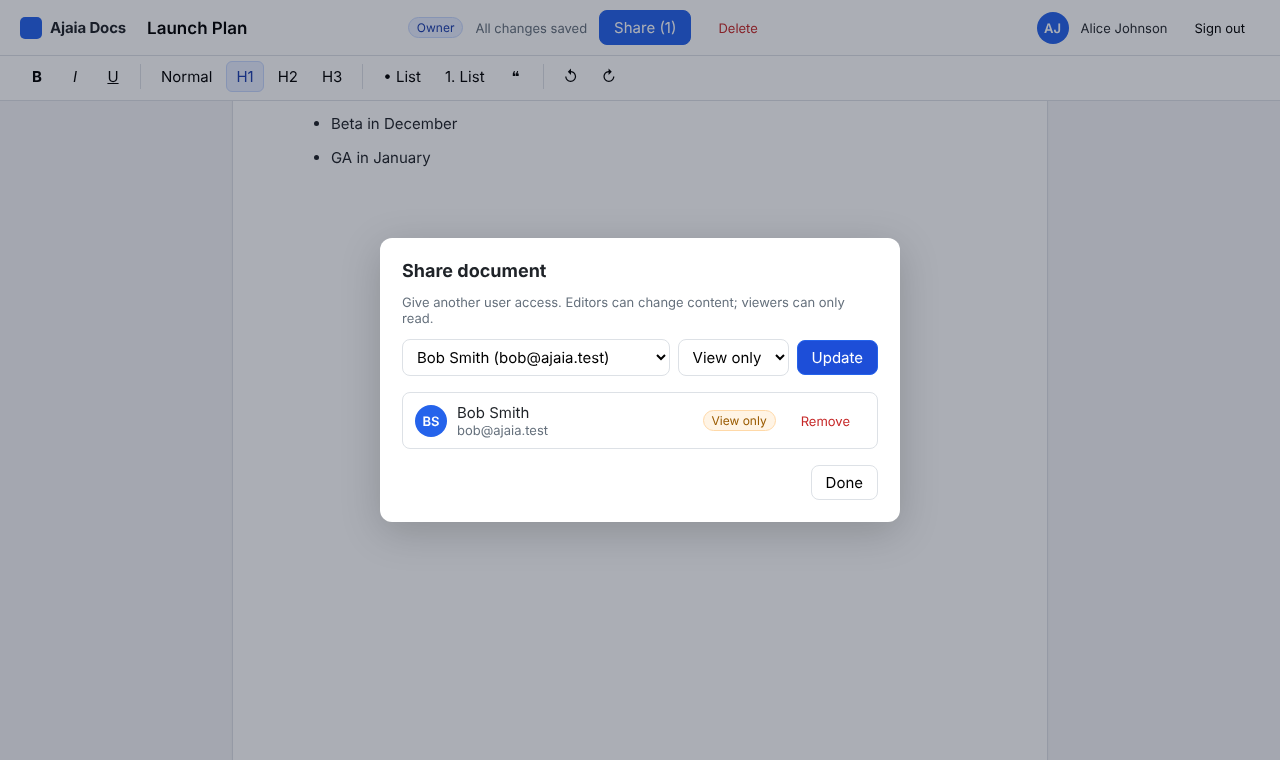 Ajaia Docs Launch Plan Owner All changes saved Share (1) Delete AJ Alice Johnson Sign out
B I U Normal H1 H2 H3 • List 1. List ❝
• Beta in December
• GA in January
Share document
Give another user access. Editors can change content; viewers can only
read.
Bob Smith (bob@ajaia.test) View only Update
BS Bob Smith View only Remove
bob@ajaia.test
Done